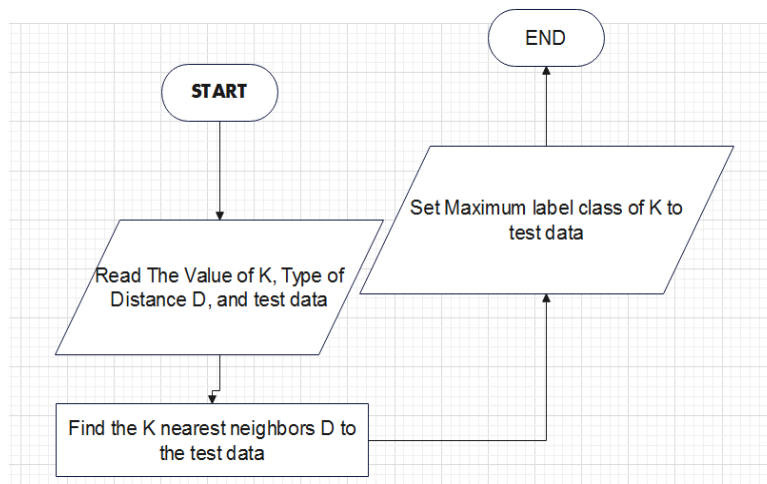 START
Read The Value of K, Type of
Distance D, and test data
Find the K nearest neighbors D to
the test data
Set Maximum label class of K to
test data
END